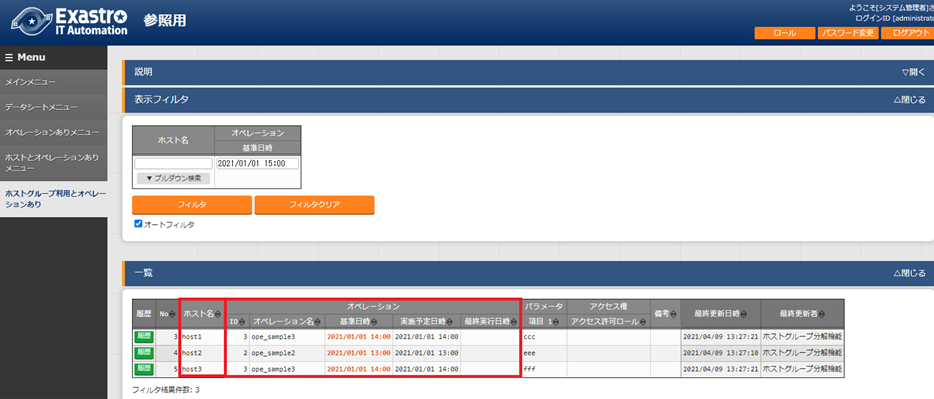 Exastro
IT Automation
参照用
ようこそ[システム管理者]さ
ログインID [administrato
ロール
パスワード変更
ログアウト
Menu
メインメニュー
データシートメニュー
オペレーションありメニュー
ホストとオペレーションあり
メニュー
ホストグループ利用とオペレー
ションあり
説明
▽開く
表示フィルタ
△閉じる
ホスト名
オペレーション
基準日時
2021/01/01 15:00
▼ プルダウン検索
フィルタ
フィルタクリア
オートフィルタ
一覧
△閉じる
履歴 No ホスト名 オペレーション パラメータ アクセス権 備考 最終更新日時 最終更新者
ID オペレーション名 基準日時 実施予定日時 最終実行日時 項目 1 アクセス許可ロール
履歴 3 host1 3 ope_sample3 2021/01/01 14:00 2021/01/01 14:00 ccc 2021/04/09 13:27:21 ホストグループ分解機能
履歴 4 host2 2 ope_sample2 2021/01/01 13:00 2021/01/01 13:00 eee 2021/04/09 13:27:18 ホストグループ分解機能
履歴 5 host3 3 ope_sample3 2021/01/01 14:00 2021/01/01 14:00 fff 2021/04/09 13:27:21 ホストグループ分解機能
フィルタ結果件数: 3